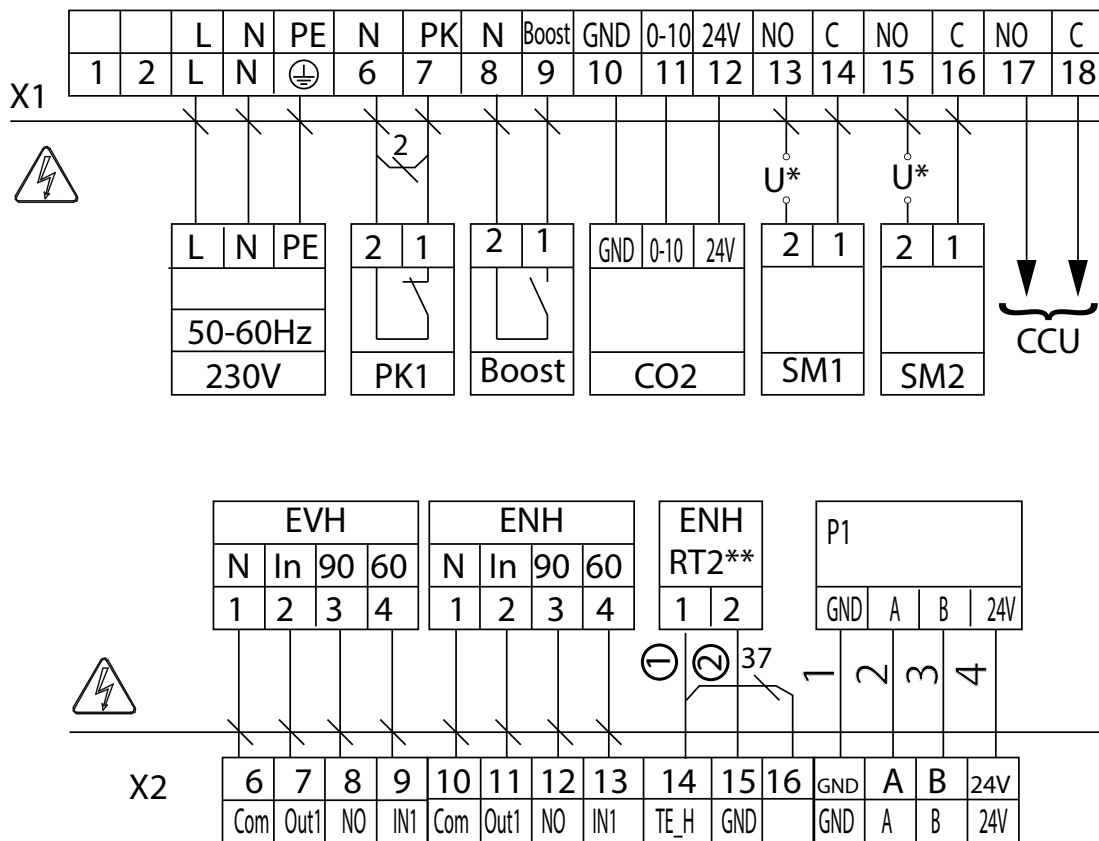 L N PE N PK N Boost GND 0-10 24V NO C NO C NO C
1 2 L N 6 7 8 9 10 11 12 13 14 15 16 17 18
X1
2
U* U*
L N PE 2 1 2 1 GND 0-10 24V 2 1 2 1
50-60Hz
230V PK1 Boost CO2 SM1 SM2 CCU
EVH ENH ENH P1
N In 90 60 N In 90 60 RT2**
1 2 3 4 1 2 3 4 1 2 GND A B 24V
1 2 37 1 2 3 4
X2 6 7 8 9 10 11 12 13 14 15 16 GND A B 24V
Com Out1 NO IN1 Com Out1 NO IN1 TE_H GND GND A B 24V